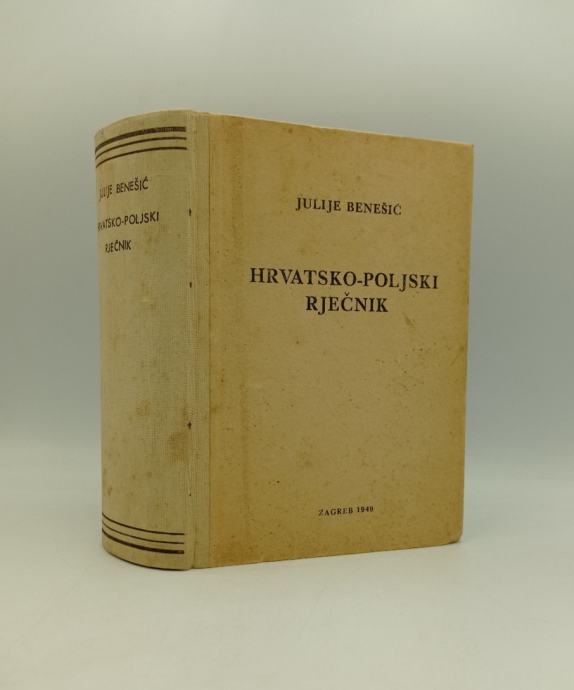 JULIJE BENEŠIĆ
HRVATSKO-POLJSKI
RJEČNIK
JULIJE BENEŠIĆ
HRVATSKO-POLJSKI
RJEČNIK
ZAGREB 1949